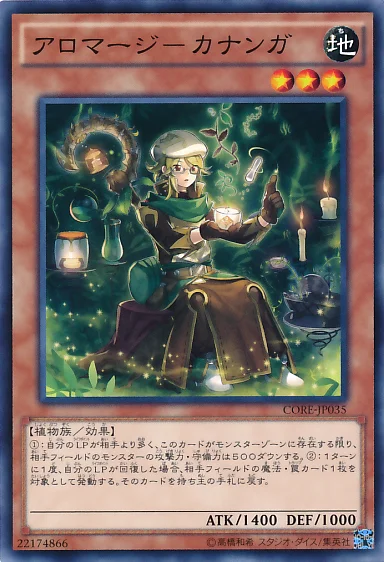 アロマージ－カナンガ
地
CORE-JP035
【植物族／効果】
①：自分のLPが相手より多く、このカードがモンスターゾーンに存在する限り、
相手フィールドのモンスターの攻撃力・守備力は５００ダウンする。②：１ターン
に１度、自分のLPが回復した場合、相手フィールドの魔法・罠カード１枚を
対象として発動する。そのカードを持ち主の手札に戻す。
ATK/1400 DEF/1000
22174866
©高橋和希 スタジオ・ダイス/集英社